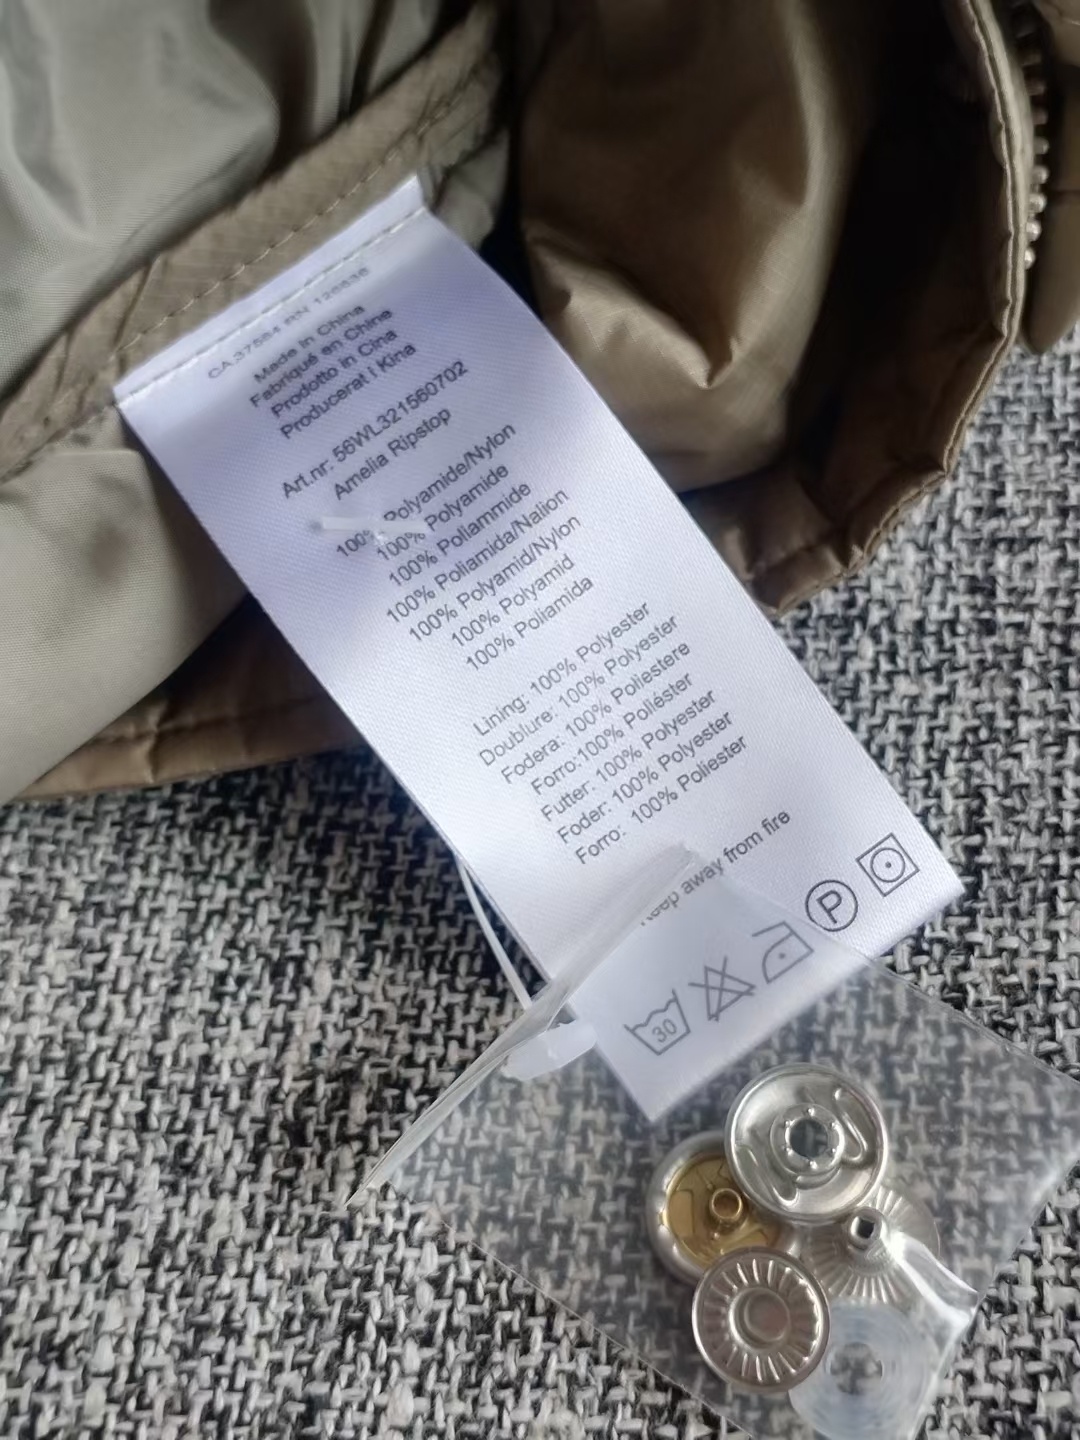 CA 37584 RN 126636
Made in China
Fabriqué en Chine
Prodotto in Cina
Producerat i Kina
Art.nr: 56WL321560702
Amelia Ripstop
100% Polyamide/Nylon
100% Polyamide
100% Poliammide
100% Poliamida/Nailon
100% Polyamid/Nylon
100% Polyamid
100% Poliamida
Lining: 100% Polyester
Doublure: 100% Polyester
Fodera: 100% Poliestere
Forro:100% Poliéster
Futter: 100% Polyester
Foder: 100% Polyester
Forro: 100% Poliester
Keep away from fire
30
P